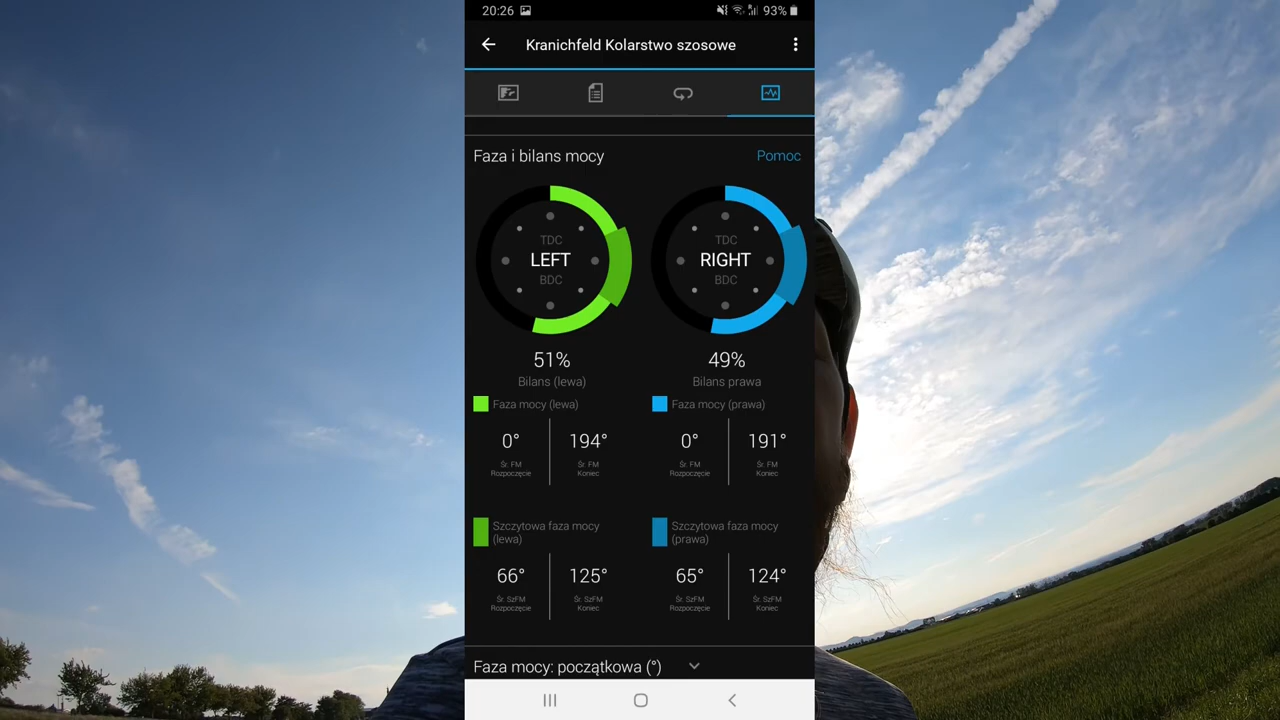 20:26 93%
Kranichfeld Kolarstwo szosowe
Faza i bilans mocy Pomoc
TDC TDC
LEFT RIGHT
BDC BDC
51% 49%
Bilans (lewa) Bilans prawa
Faza mocy (lewa) Faza mocy (prawa)
0° 194° 0° 191°
Śr. FM Śr. FM Śr. FM Śr. FM
Rozpoczęcie Koniec Rozpoczęcie Koniec
Szczytowa faza mocy Szczytowa faza mocy
(lewa) (prawa)
66° 125° 65° 124°
Śr. SzFM Śr. SzFM Śr. SzFM Śr. SzFM
Rozpoczęcie Koniec Rozpoczęcie Koniec
Faza mocy: początkowa (°)